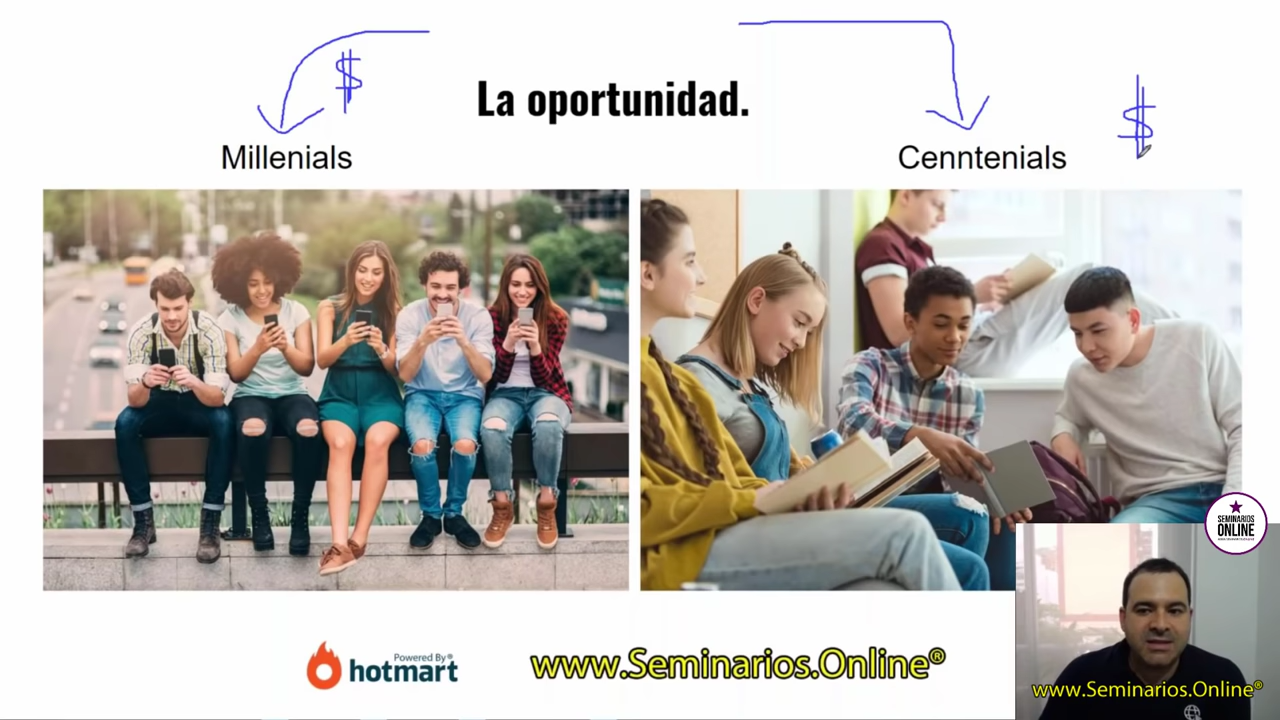 $
La oportunidad.
$
Millenials
Cenntenials
SEMINARIOS
ONLINE
Powered By®
hotmart
www.Seminarios.Online®
www.Seminarios.Online®